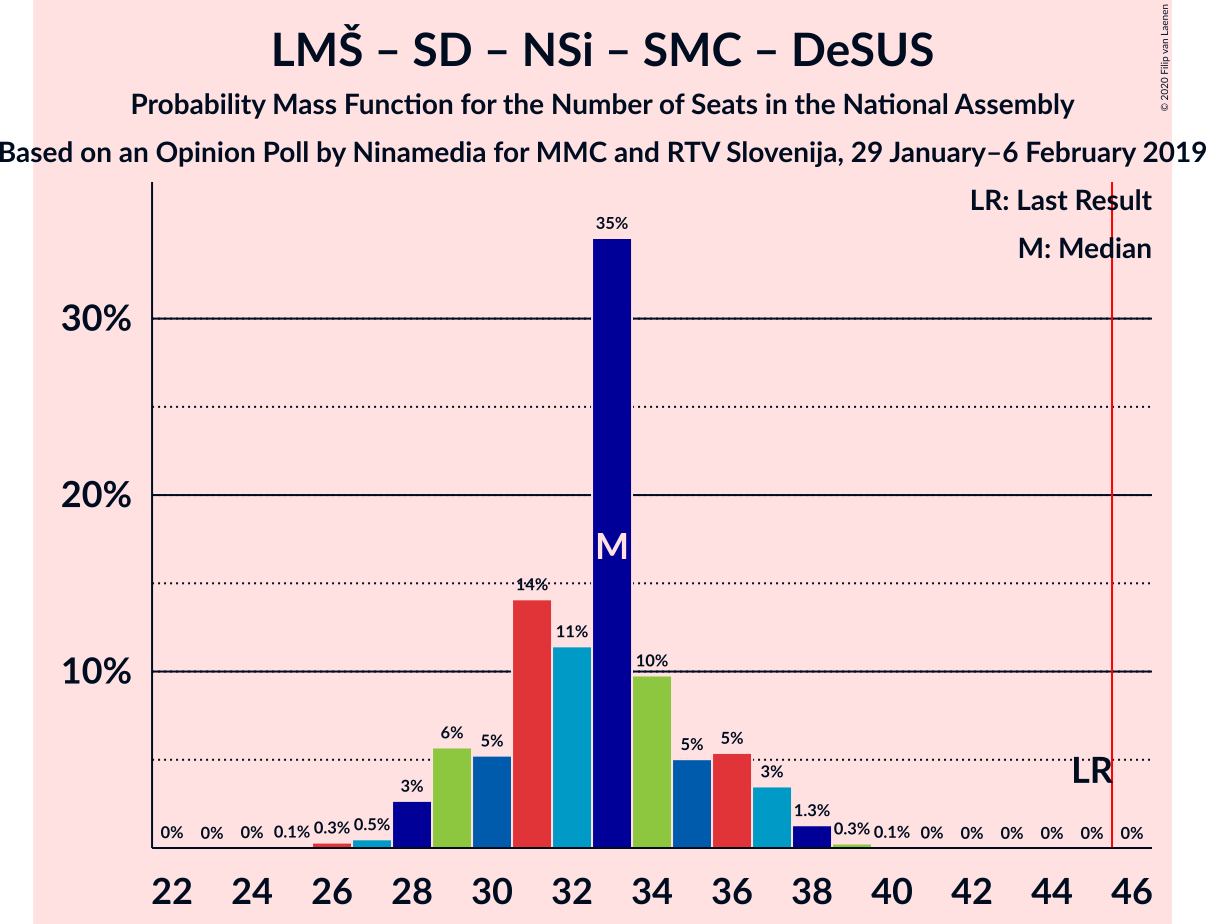 LMŠ – SD – NSi – SMC – DeSUS
Probability Mass Function for the Number of Seats in the National Assembly
Based on an Opinion Poll by Ninamedia for MMC and RTV Slovenija, 29 January–6 February 2019
© 2020 Filip van Laenen
LR: Last Result
M: Median
35%
30%
20%
M
14%
11%
10%
10%
6%
5%
5%
5%
3%
3%
LR
1.3%
0% 0% 0% 0.1% 0.3% 0.5% 0.3% 0.1% 0% 0% 0% 0% 0% 0%
22 24 26 28 30 32 34 36 38 40 42 44 46